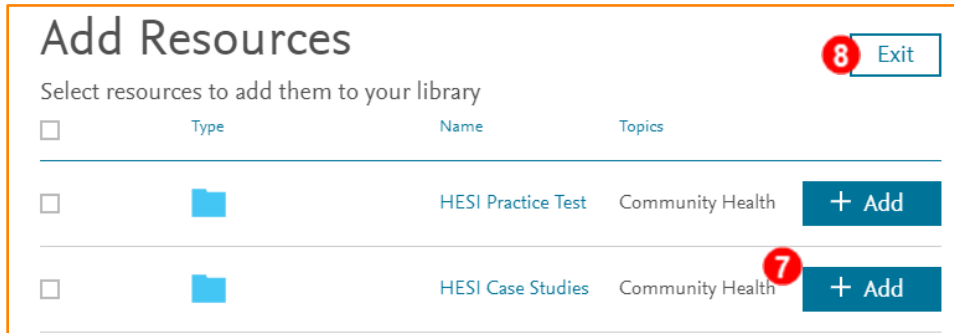 Add Resources
8 Exit
Select resources to add them to your library
Type Name Topics
HESI Practice Test Community Health + Add
7
HESI Case Studies Community Health + Add